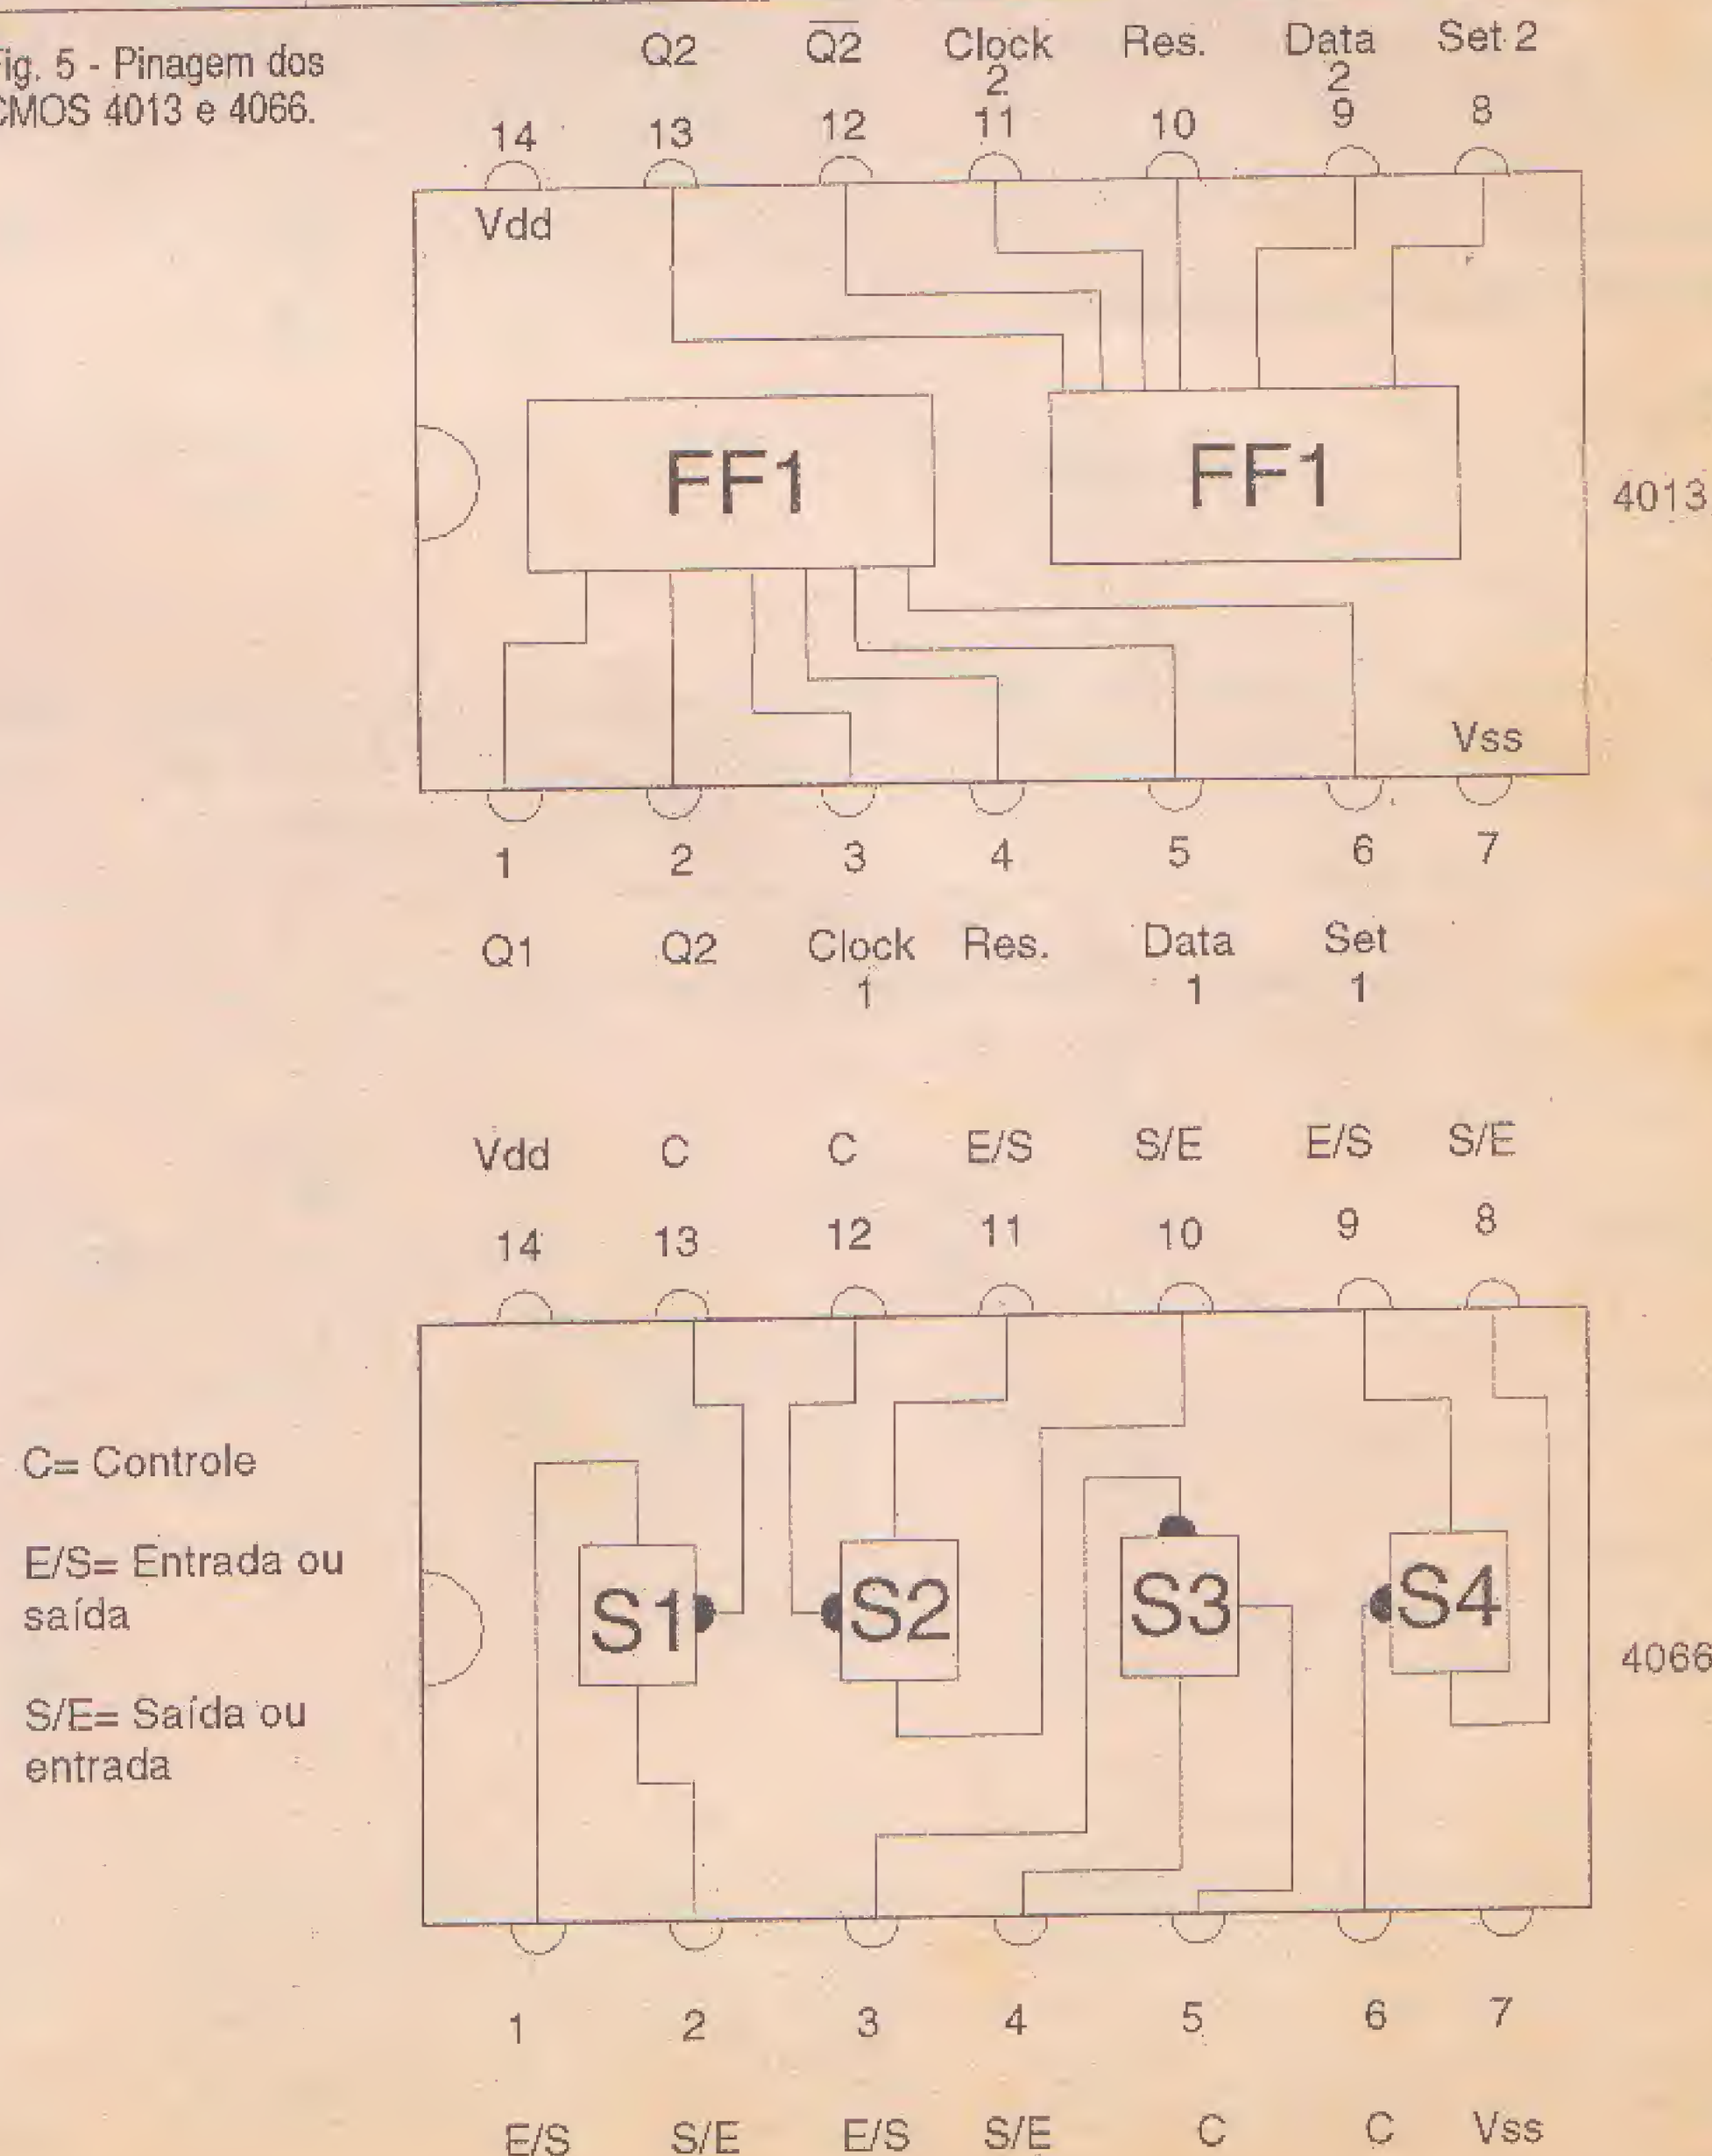 Fig. 5 - Pinagem dos
CMOS 4013 e 4066.
Q2 Q2 Clock 2 Res. Data 2 Set 2
14 13 12 11 10 9 8
Vdd
FF1 FF1
4013
Vss
1 2 3 4 5 6 7
Q1 Q2 Clock 1 Res. Data 1 Set 1
Vdd C C E/S S/E E/S S/E
14 13 12 11 10 9 8
C= Controle
E/S= Entrada ou
saída
S/E= Saída ou
entrada
S1 S2 S3 S4
4066
1 2 3 4 5 6 7
E/S S/E E/S S/E C C Vss